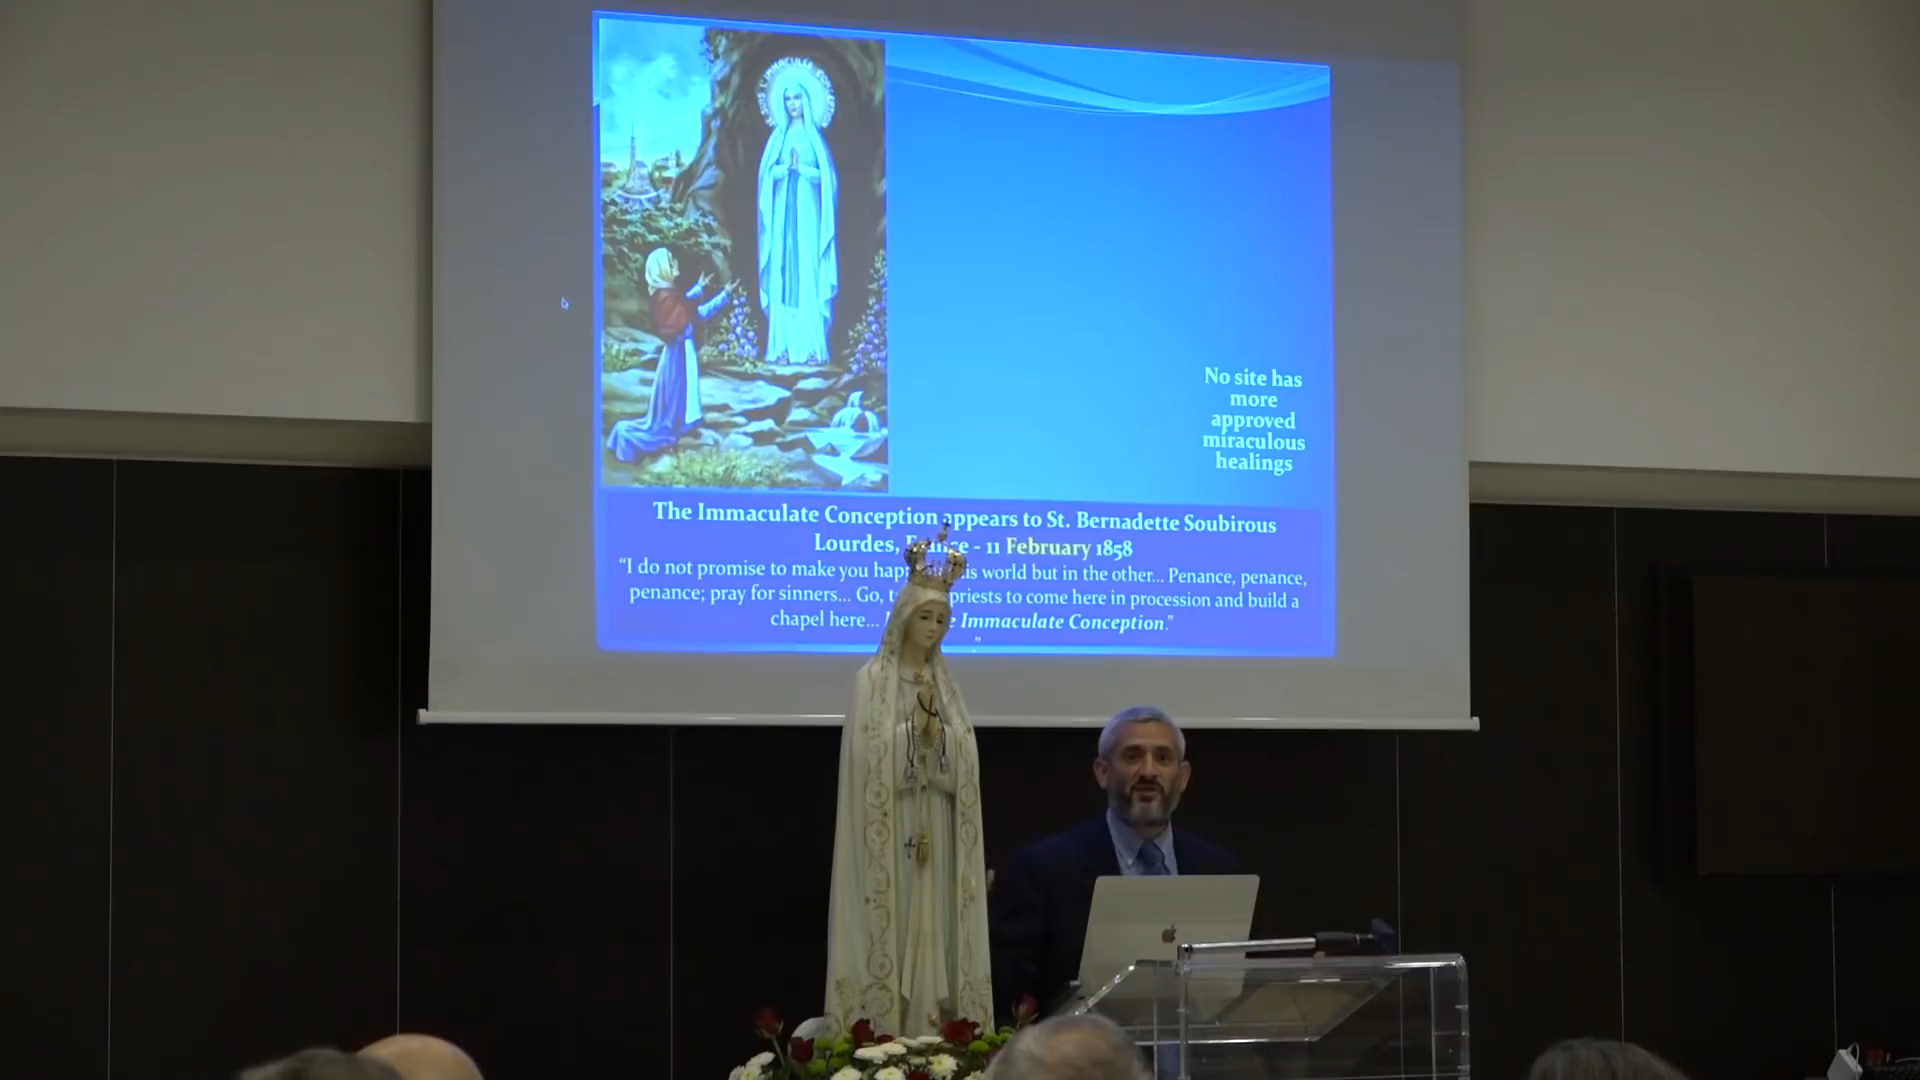 No site has
more
approved
miraculous
healings
The Immaculate Conception appears to St. Bernadette Soubirous
Lourdes, - 11 February 1858
“I do not promise to make you world but in the other... Penance, penance,
penance; pray for sinners... Go, priests to come here in procession and build a
chapel here... Immaculate Conception.”
”